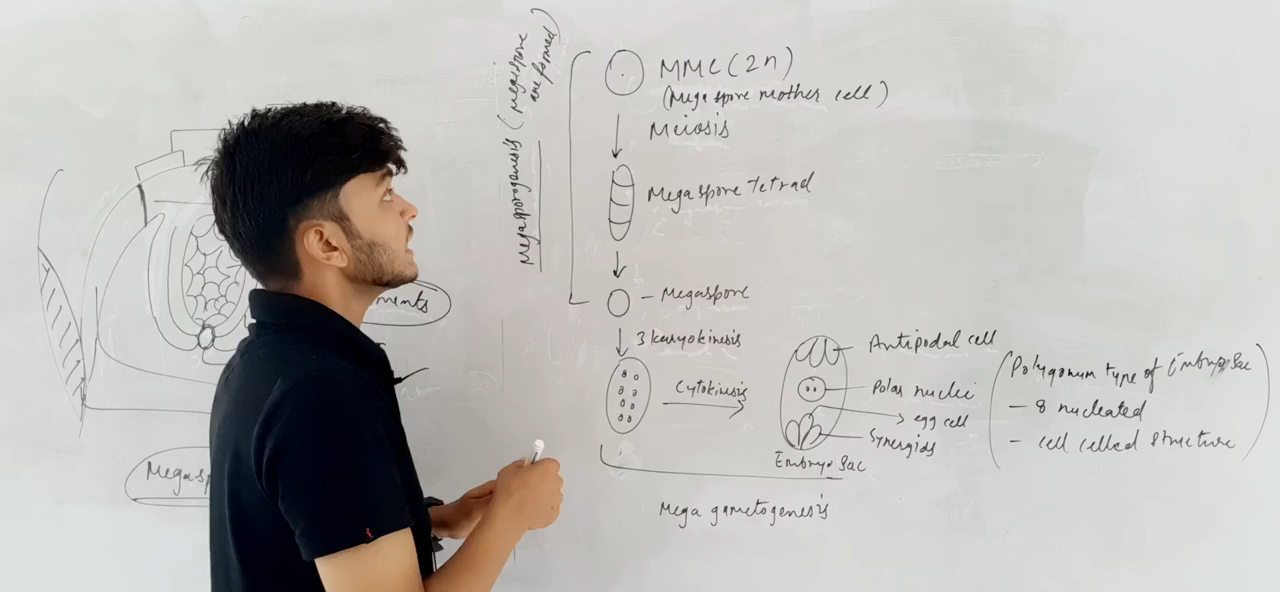 Megasporogenesis (Megaspore
are formed)
MMC (2n)
(Mega spore mother cell)
Meiosis
Megaspore tetrad
- Megaspore
3 karyokinesis
Cytokinesis
Antipodal cell
Polar nuclei
egg cell
Synergids
Embryo Sac
Polygonum type of Embryo Sac
- 8 nucleated
- cell celled structure
Mega gametogenesis
ments
Megasp